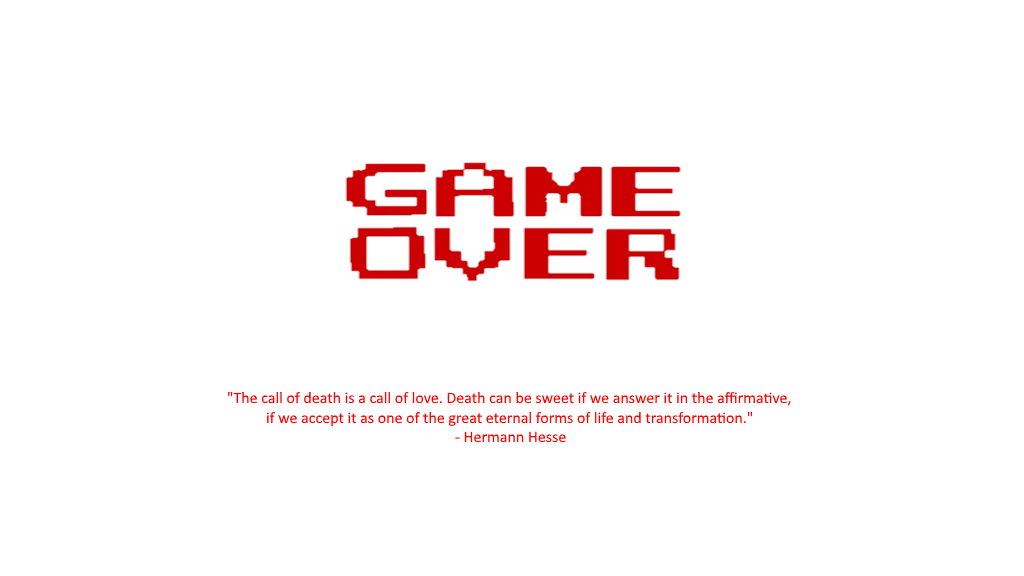 GAME
OVER
"The call of death is a call of love. Death can be sweet if we answer it in the affirmative,
if we accept it as one of the great eternal forms of life and transformation."
- Hermann Hesse